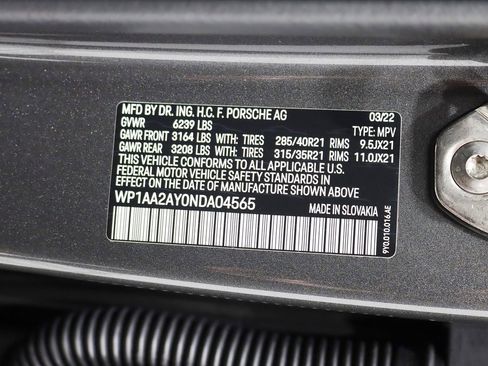 MFD BY DR. ING. H.C. F. PORSCHE AG 03/22
GVWR 6239 LBS TYPE: MPV
GAWR FRONT 3164 LBS WITH: TIRES 285/40R21 RIMS 9.5JX21
GAWR REAR 3208 LBS WITH: TIRES 315/35R21 RIMS 11.0JX21
THIS VEHICLE CONFORMS TO ALL APPLICABLE
FEDERAL MOTOR VEHICLE SAFETY STANDARDS
IN EFFECT ON THE DATE OF MANUFACTURE SHOWN ABOVE
WP1AA2AY0NDA04565 MADE IN SLOVAKIA
9Y0.010.016.AE